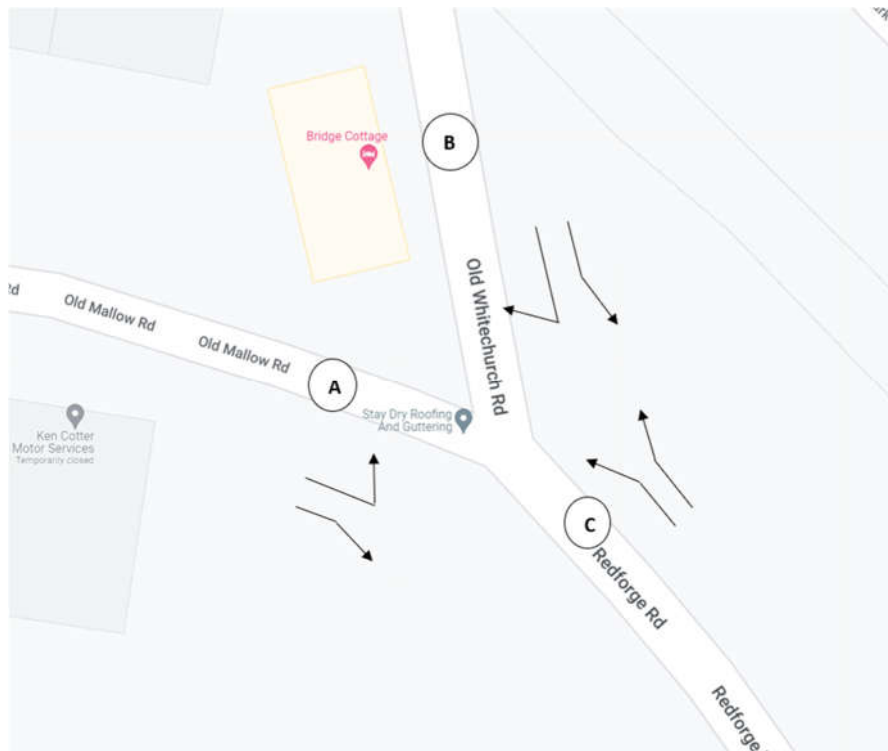 Bridge Cottage
B
Old Whitechurch Rd
Rd
Old Mallow Rd
Old Mallow Rd
A
Stay Dry Roofing
And Guttering
Ken Cotter
Motor Services
Temporarily closed
C
Redforge Rd
Redforge